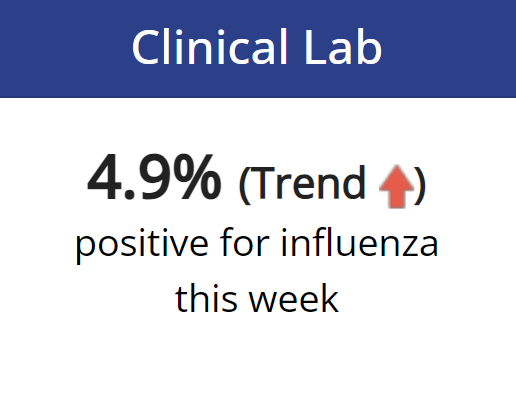 Clinical Lab
4.9% (Trend ⬆)
positive for influenza
this week